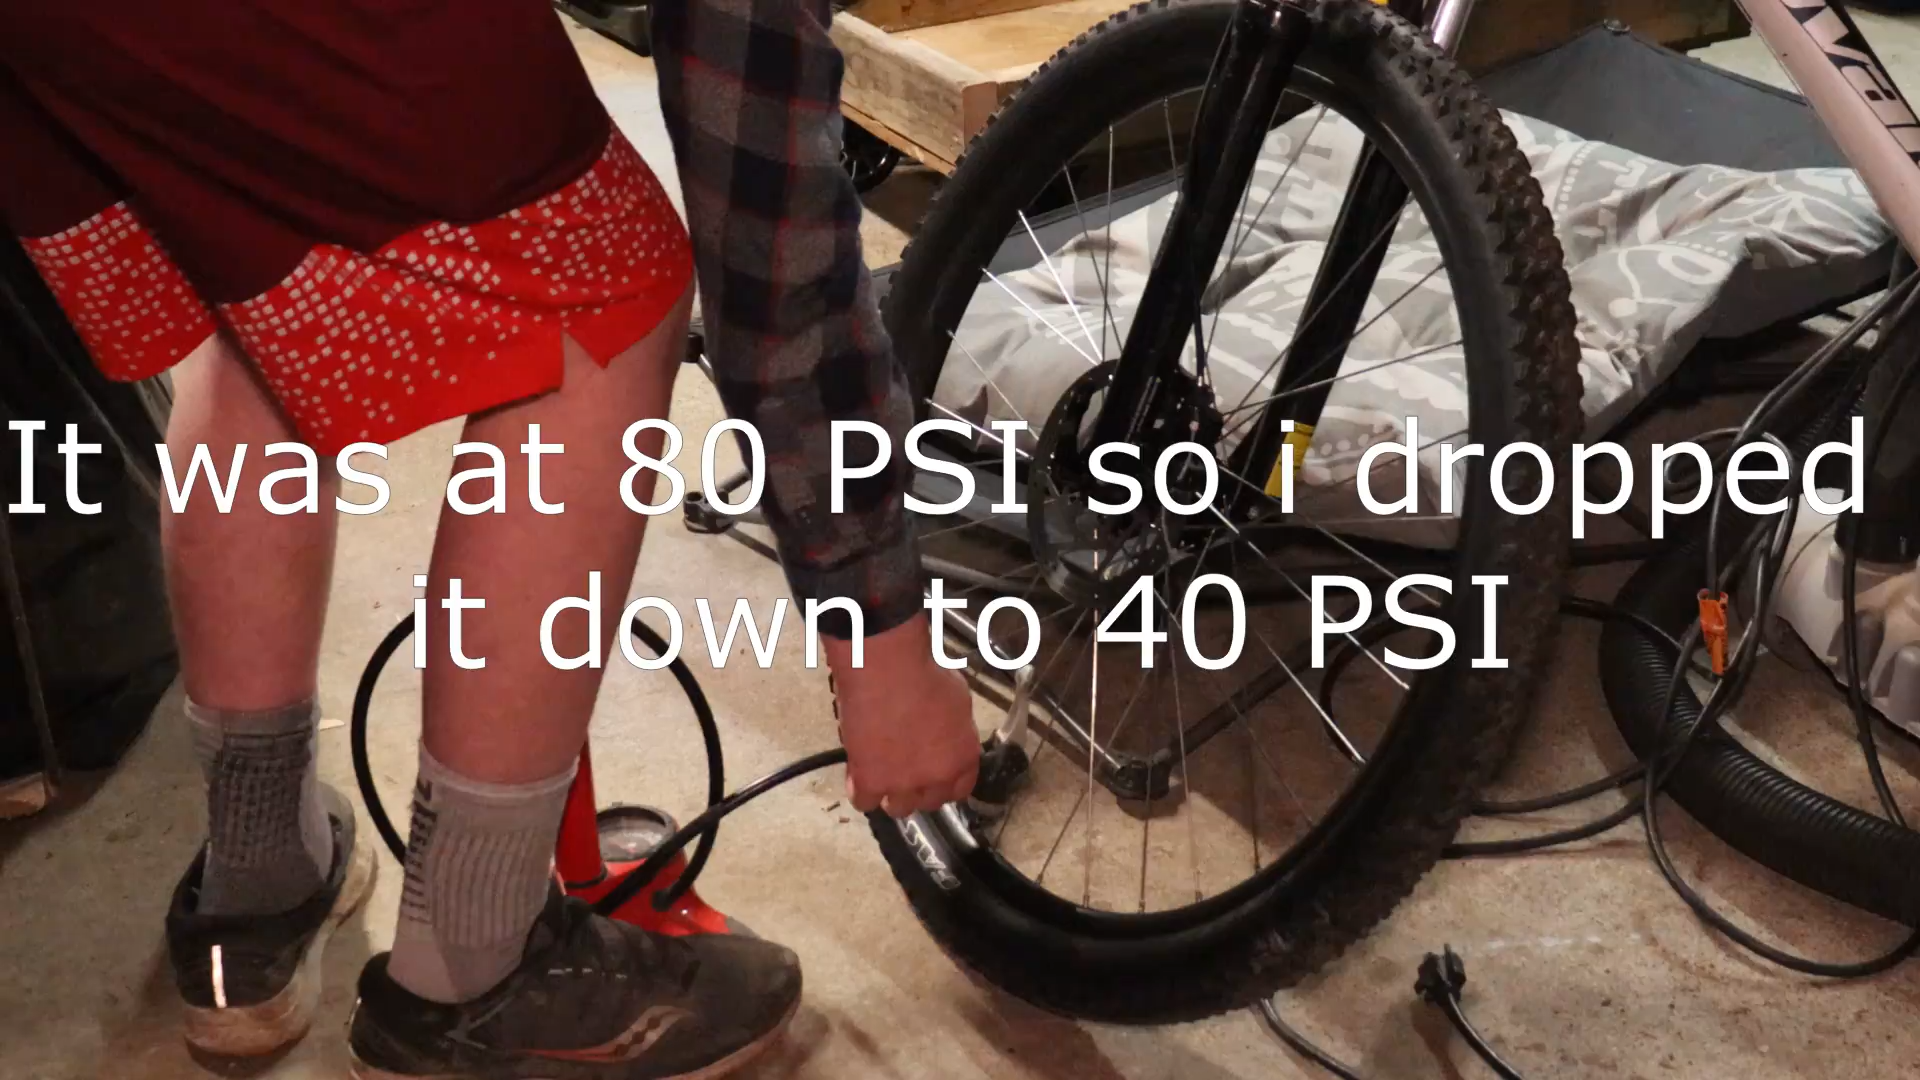 It was at 80 PSI so i dropped
it down to 40 PSI